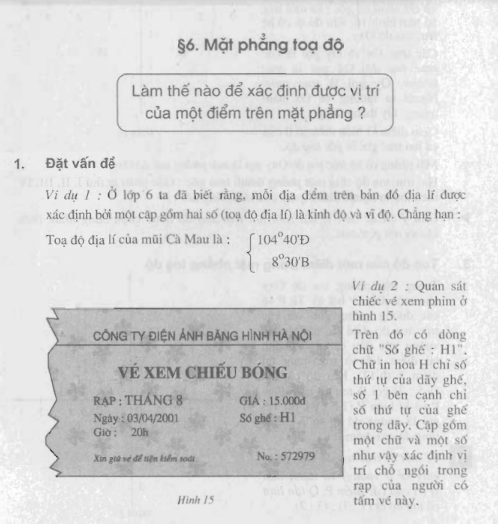 §6. Mặt phẳng toạ độ
Làm thế nào để xác định được vị trí
của một điểm trên mặt phẳng ?
1. Đặt vấn đề
Ví dụ 1 : Ở lớp 6 ta đã biết rằng, mỗi địa điểm trên bản đồ địa lí được
xác định bởi một cặp gồm hai số (toạ độ địa lí) là kinh độ và vĩ độ. Chẳng hạn :
Toạ độ địa lí của mũi Cà Mau là : { 104°40'Đ
8°30'B
Ví dụ 2 : Quan sát
chiếc vé xem phim ở
hình 15.
Trên đó có dòng
chữ "Số ghế : H1".
Chữ in hoa H chỉ số
thứ tự của dãy ghế,
số 1 bên cạnh chỉ
số thứ tự của ghế
trong dãy. Cặp gồm
một chữ và một số
như vậy xác định vị
trí chỗ ngồi trong
rạp của người có
tấm vé này.
CÔNG TY ĐIỆN ẢNH BĂNG HÌNH HÀ NỘI
VÉ XEM CHIẾU BÓNG
RẠP : THÁNG 8 GIÁ : 15.000đ
Ngày : 03/04/2001 Số ghế : H1
Giờ : 20h
Xin giữ vé để tiện kiểm soát No. : 572979
Hình 15